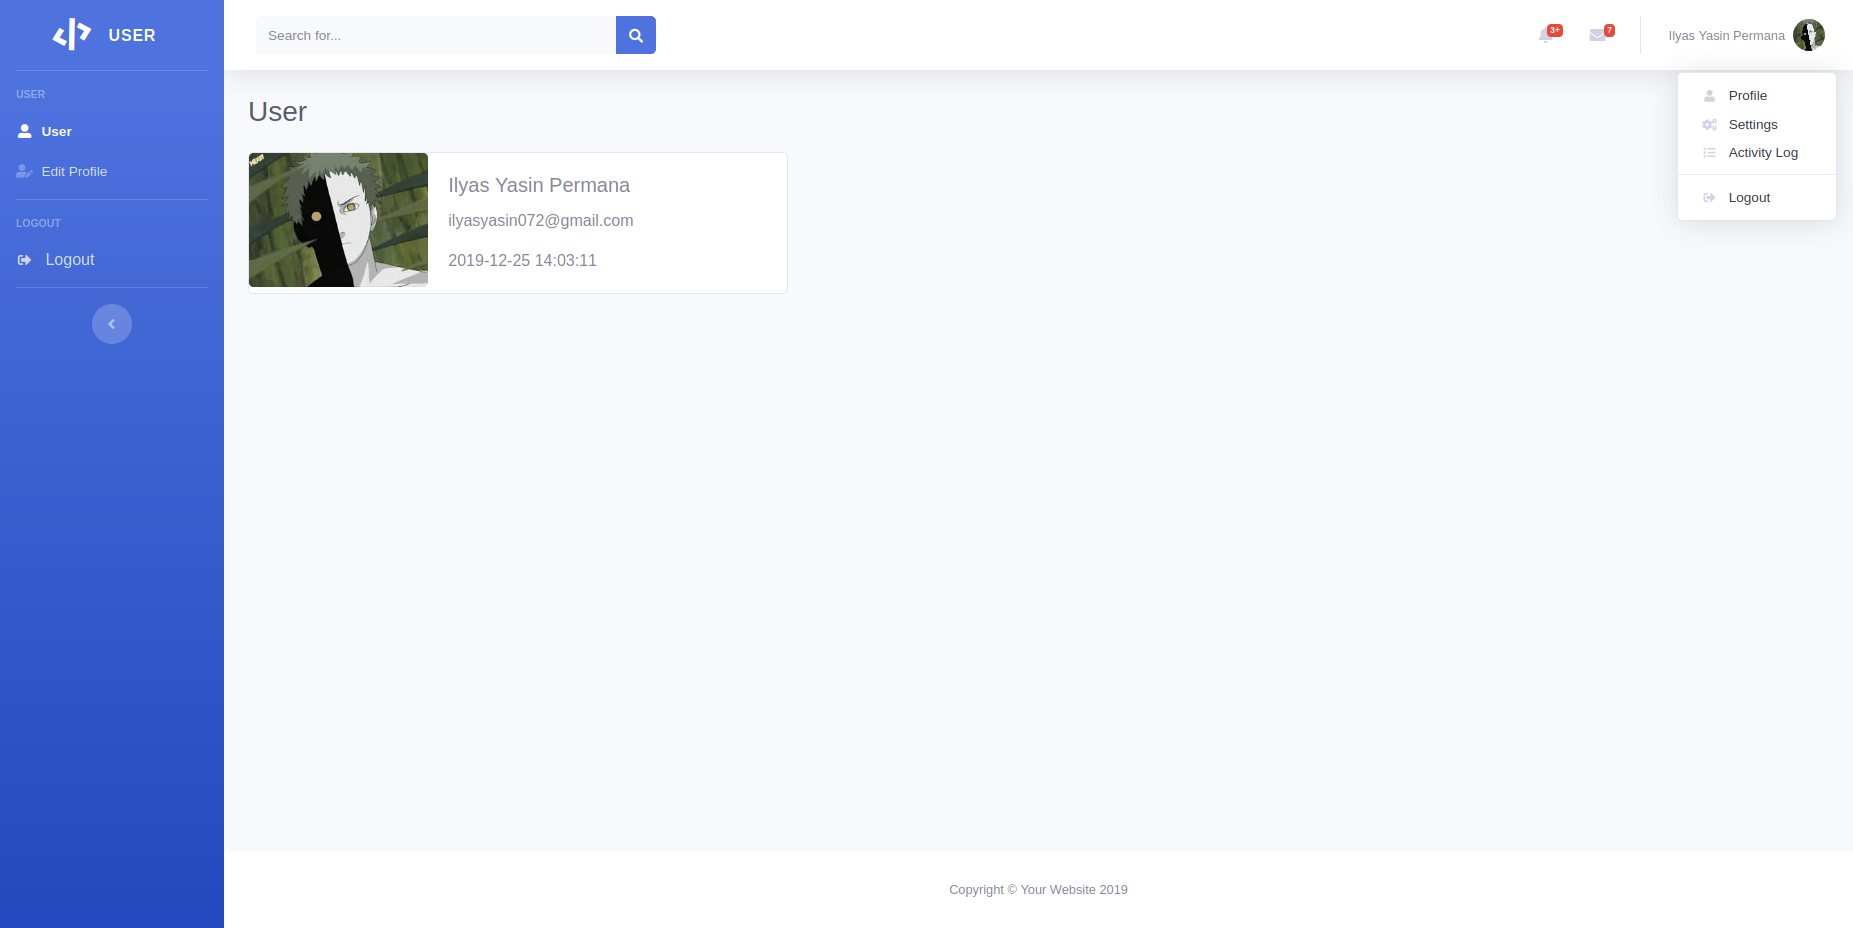 USER
Search for...
3+
7
Ilyas Yasin Permana
USER
User
Edit Profile
LOGOUT
Logout
User
Ilyas Yasin Permana
ilyasyasin072@gmail.com
2019-12-25 14:03:11
Profile
Settings
Activity Log
Logout
Copyright © Your Website 2019